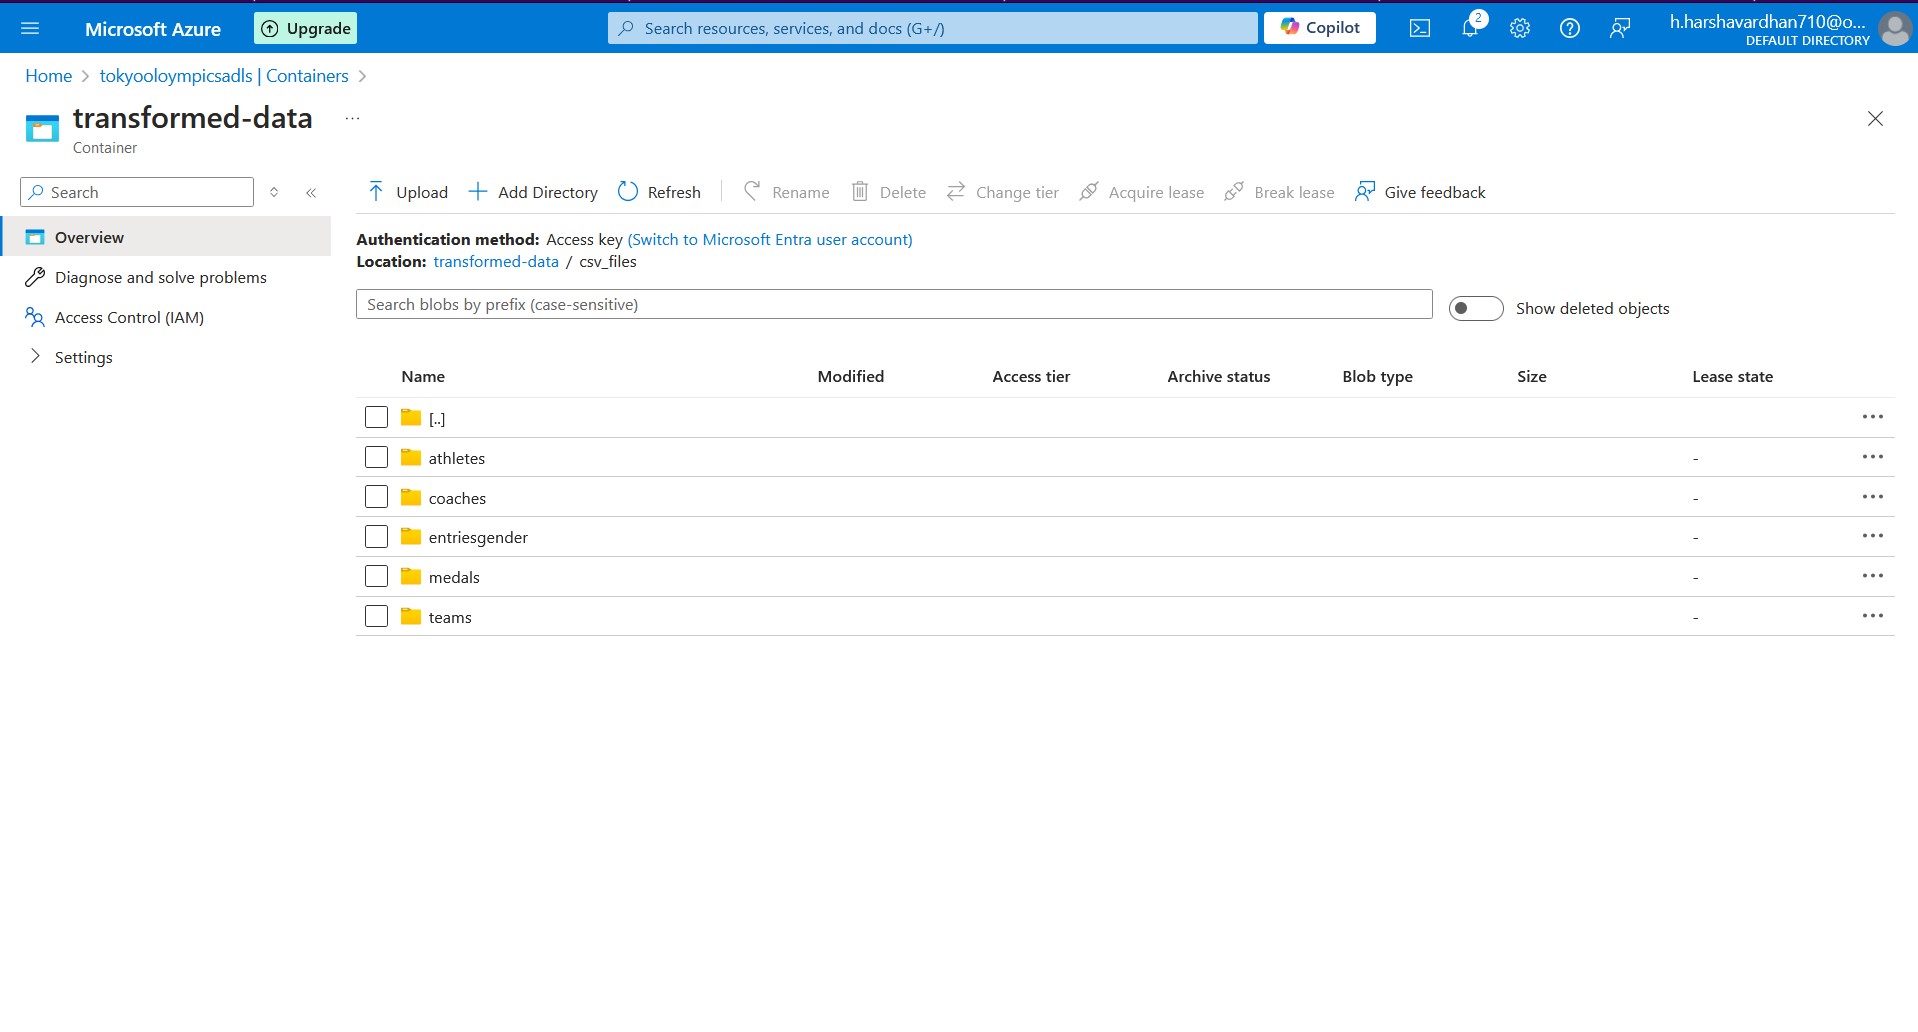 Microsoft Azure Upgrade Search resources, services, and docs (G+/) Copilot 2 h.harshavardhan710@o...
DEFAULT DIRECTORY
Home > tokyooloympicsadls | Containers >
transformed-data ...
Container
Search Upload Add Directory Refresh Rename Delete Change tier Acquire lease Break lease Give feedback
Overview
Diagnose and solve problems
Access Control (IAM)
Settings
Authentication method: Access key (Switch to Microsoft Entra user account)
Location: transformed-data / csv_files
Search blobs by prefix (case-sensitive) Show deleted objects
Name Modified Access tier Archive status Blob type Size Lease state
[..]
athletes -
coaches -
entriesgender -
medals -
teams -